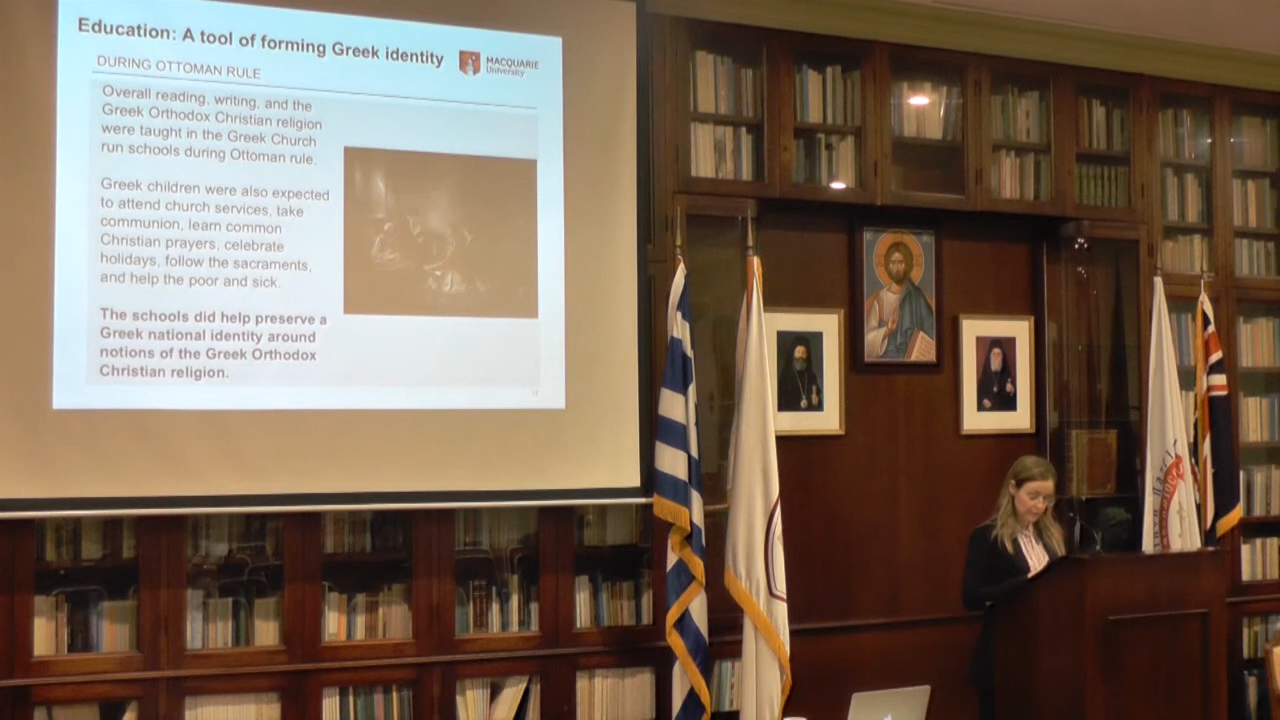 Education: A tool of forming Greek identity
MACQUARIE
University
DURING OTTOMAN RULE
Overall reading, writing, and the
Greek Orthodox Christian religion
were taught in the Greek Church
run schools during Ottoman rule.
Greek children were also expected
to attend church services, take
communion, learn common
Christian prayers, celebrate
holidays, follow the sacraments,
and help the poor and sick.
The schools did help preserve a
Greek national identity around
notions of the Greek Orthodox
Christian religion.